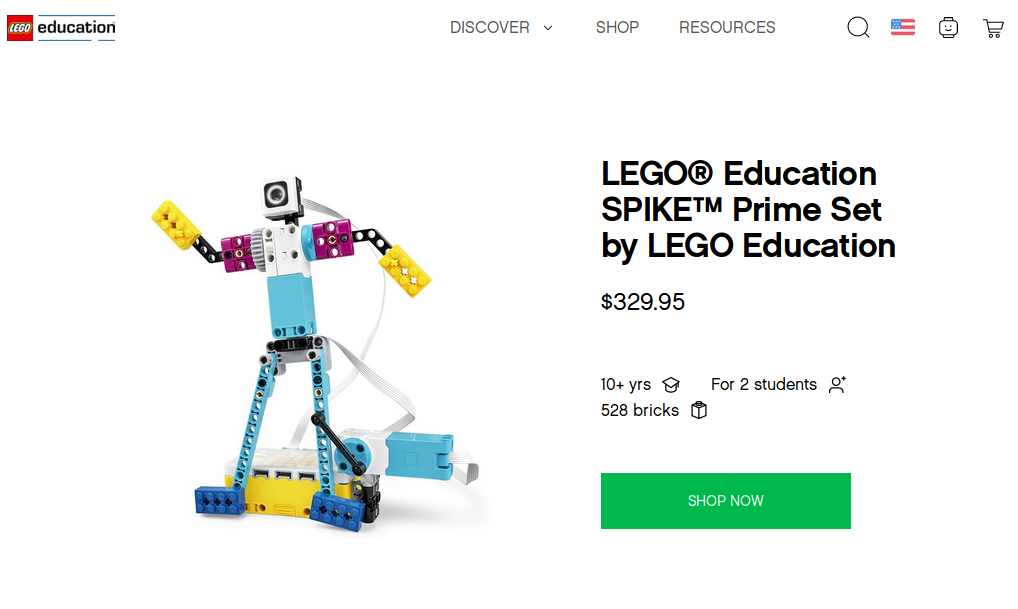 LEGO education
DISCOVER SHOP RESOURCES
LEGO® Education
SPIKE™ Prime Set
by LEGO Education
$329.95
10+ yrs For 2 students
528 bricks
SHOP NOW